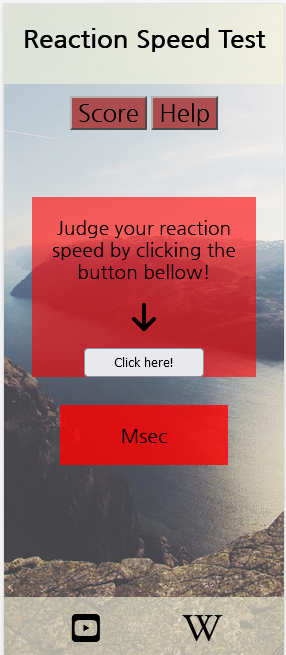 Reaction Speed Test
Score Help
Judge your reaction
speed by clicking the
button bellow!
Click here!
Msec
W